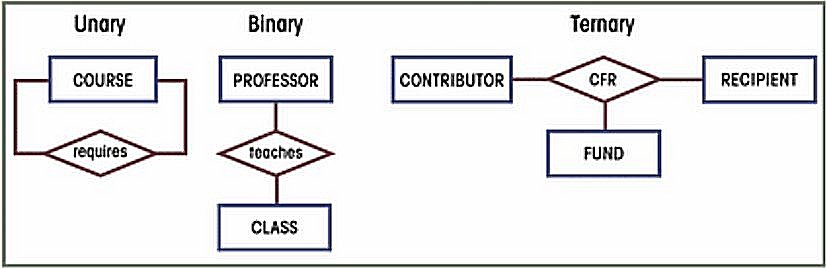 Unary
Binary
Ternary
COURSE
PROFESSOR
CONTRIBUTOR
CFR
RECIPIENT
requires
teaches
FUND
CLASS